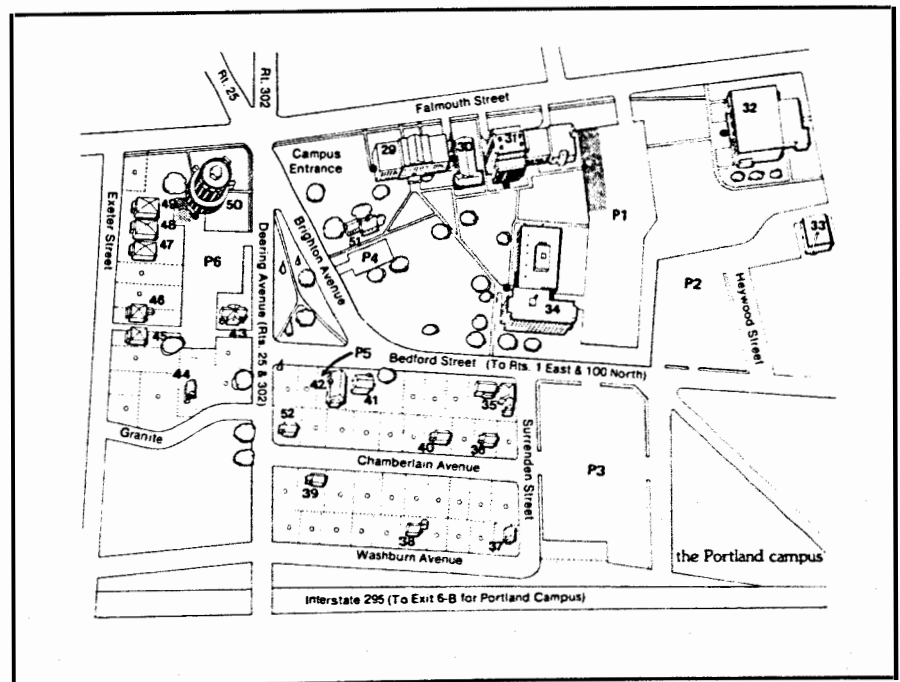 Rt. 25
Rt. 302
Falmouth Street
32
31
30
29
Campus
Entrance
Exeter Street
49
50
48
47
P6
Deering Avenue (Rts. 25 & 302)
Brighton Avenue
51
P4
P1
33
P2
Heywood Street
34
46
43
45
P5
Bedford Street (To Rts. 1 East & 100 North)
44
42
41
35
52
40
36
Surrenden Street
P3
Granite
Chamberlain Avenue
39
38
37
Washburn Avenue
the Portland campus
Interstate 295 (To Exit 6-B for Portland Campus)